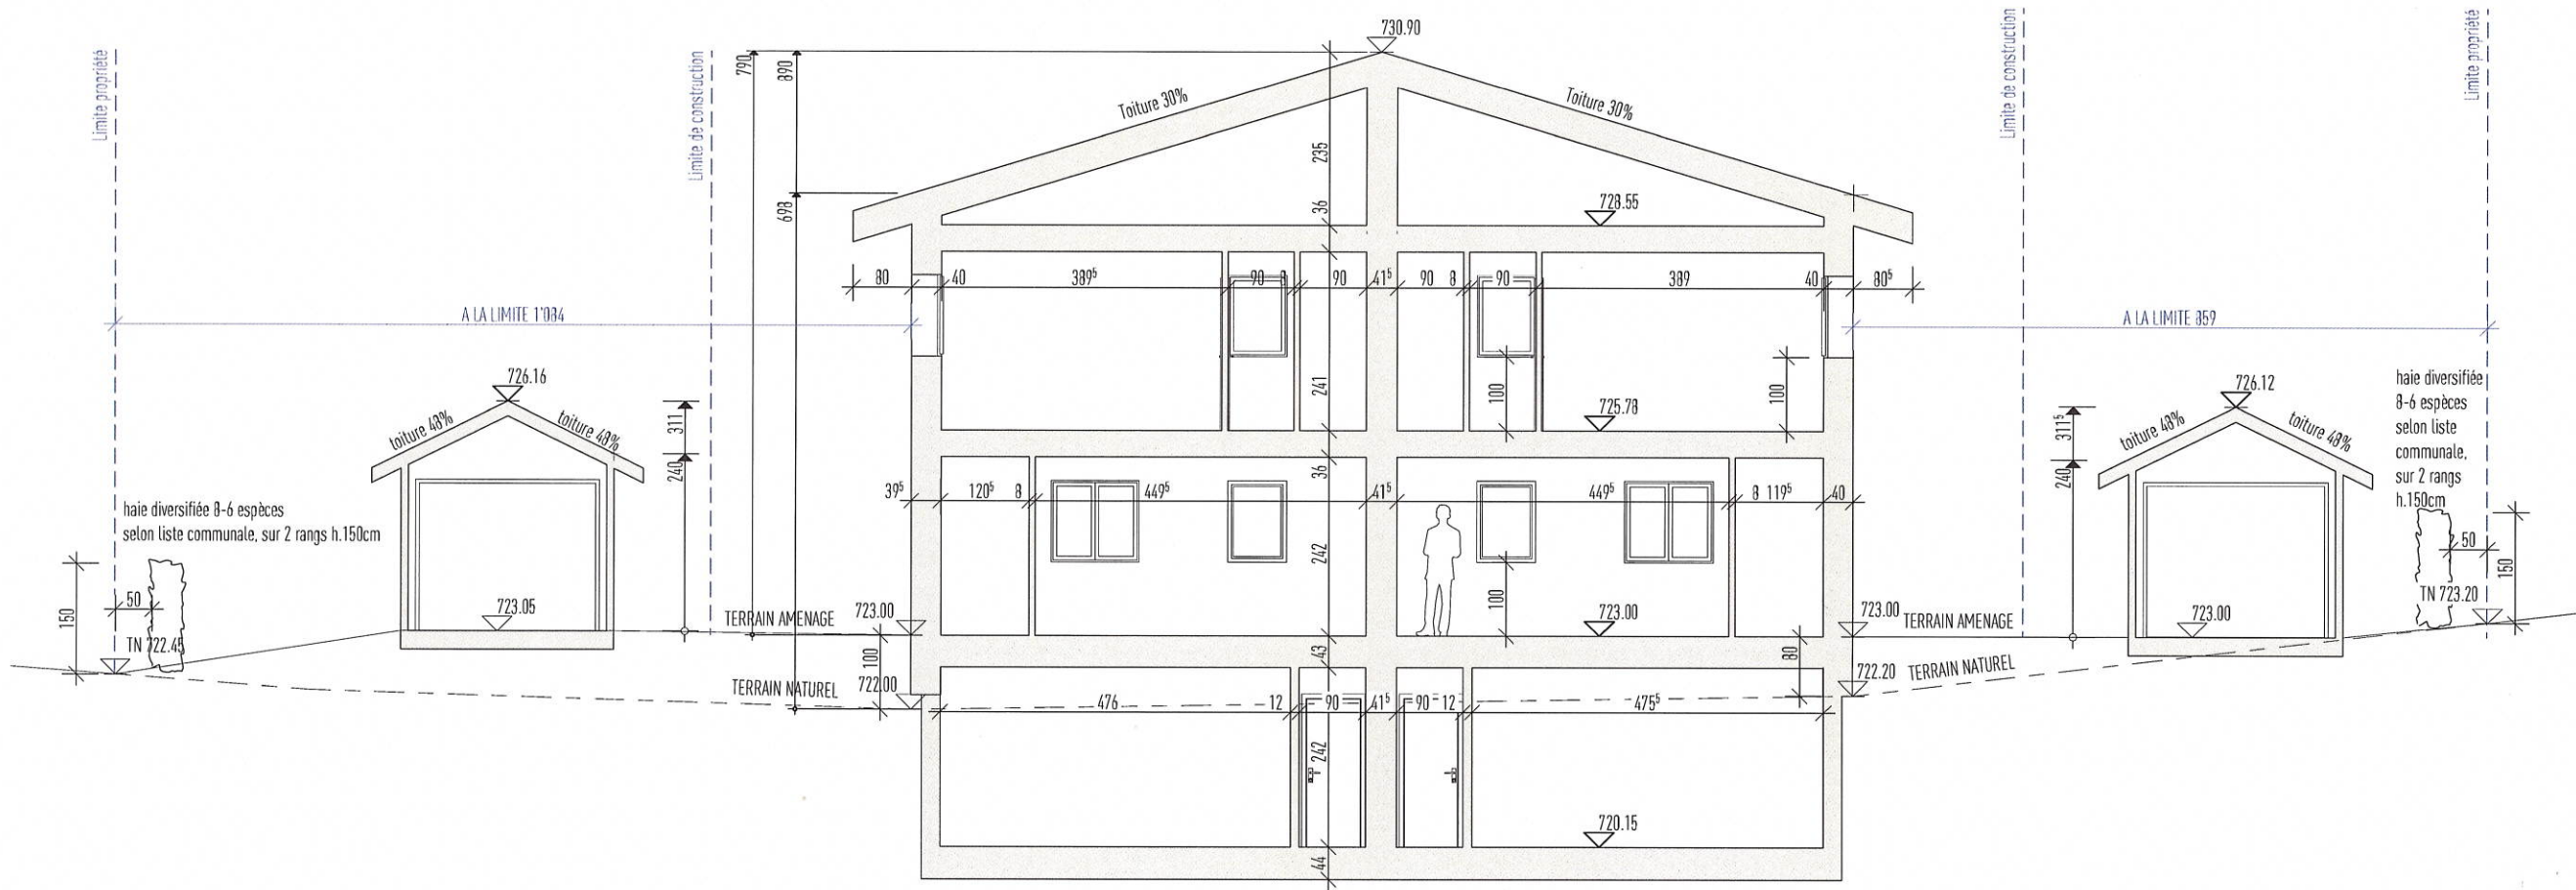 730.90
Limite propriété
Limite de construction
790
890
Toiture 30%
Toiture 30%
Limite de construction
Limite propriété
235
698
36
728.55
80
40
389⁵
90
8
90
41⁵
90
8
90
389
40
80⁵
A LA LIMITE 1'084
A LA LIMITE 859
726.16
toiture 48%
toiture 48%
311
240
241
100
725.78
100
726.12
toiture 48%
toiture 48%
311⁵
240
haie diversifiée
8-6 espèces
selon liste
communale,
sur 2 rangs
h.150cm
39⁵
120⁵
8
449⁵
36
41⁵
449⁵
8
119⁵
40
haie diversifiée 8-6 espèces
selon liste communale, sur 2 rangs h.150cm
242
100
50
150
50
150
TN 722.45
723.05
TERRAIN AMENAGE
723.00
723.00
723.00
TERRAIN AMENAGE
723.00
TN 723.20
100
43
80
TERRAIN NATUREL
722.00
722.20
TERRAIN NATUREL
476
12
90
41⁵
90
12
475⁵
242
720.15
44